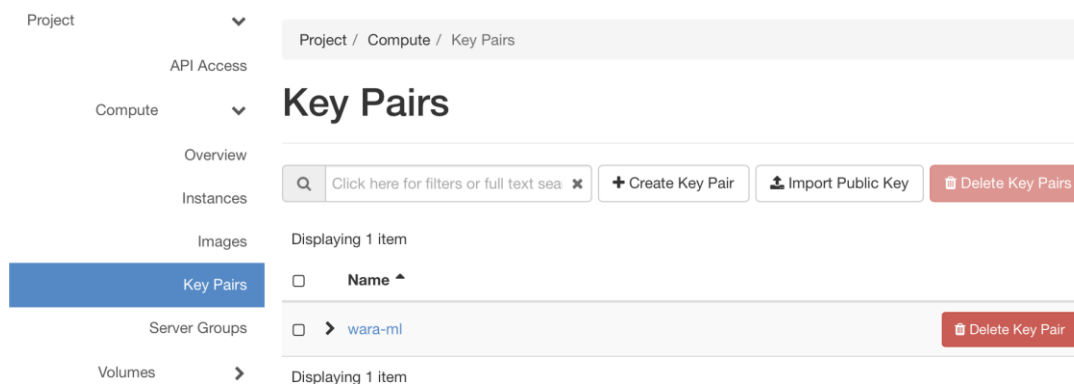 Project
API Access
Compute
Overview
Instances
Images
Key Pairs
Server Groups
Volumes
Project / Compute / Key Pairs
Key Pairs
Click here for filters or full text sea
Create Key Pair
Import Public Key
Delete Key Pairs
Displaying 1 item
Name
wara-ml
Delete Key Pair
Displaying 1 item